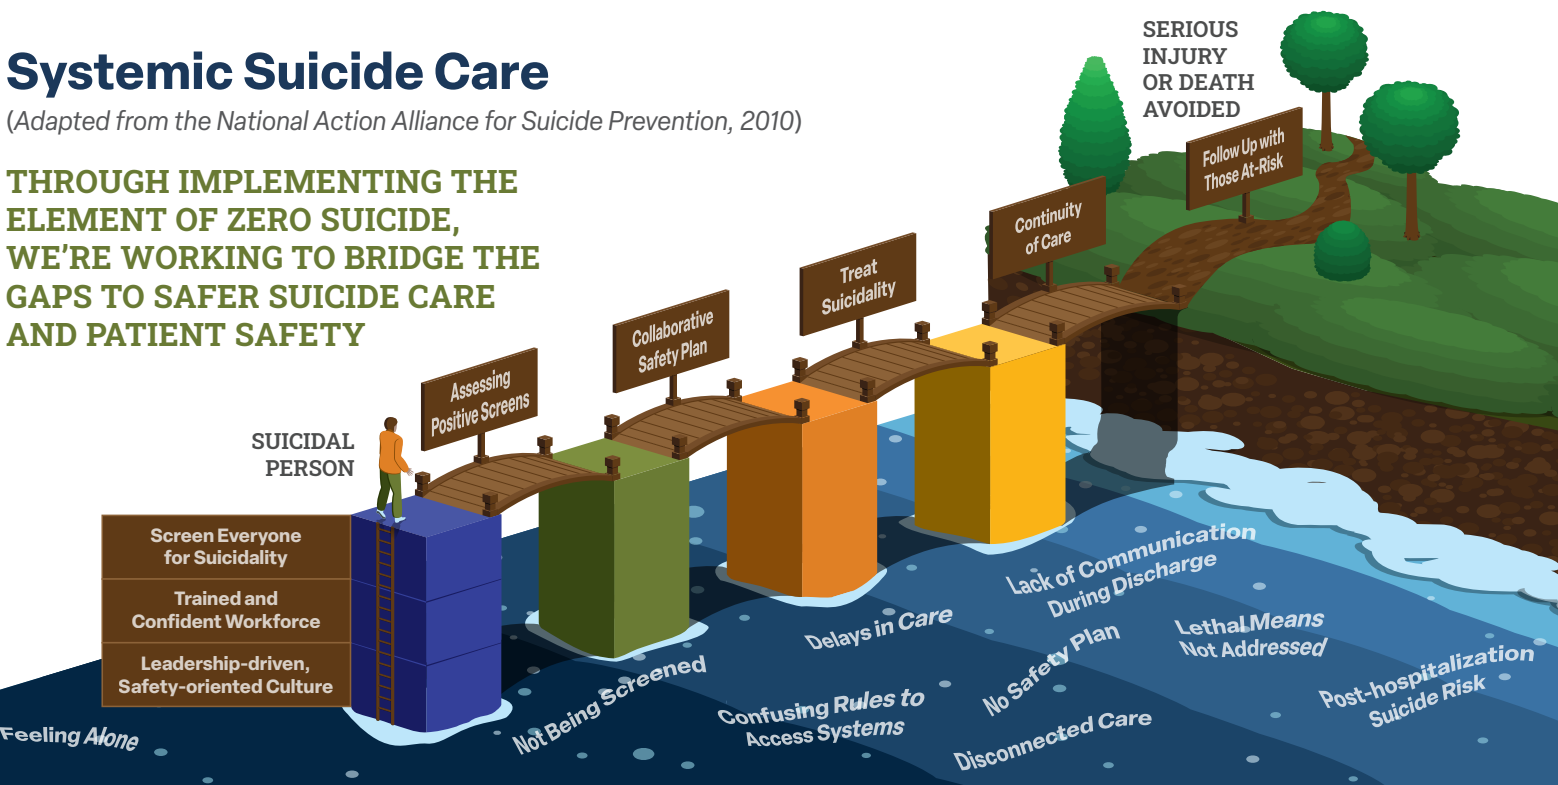 Systemic Suicide Care
(Adapted from the National Action Alliance for Suicide Prevention, 2010)
THROUGH IMPLEMENTING THE
ELEMENT OF ZERO SUICIDE,
WE'RE WORKING TO BRIDGE THE
GAPS TO SAFER SUICIDE CARE
AND PATIENT SAFETY
SERIOUS
INJURY
OR DEATH
AVOIDED
Follow Up with
Those At-Risk
Continuity
of Care
Treat
Suicidality
Collaborative
Safety Plan
Assessing
Positive Screens
SUICIDAL
PERSON
Screen Everyone
for Suicidality
Trained and
Confident Workforce
Leadership-driven,
Safety-oriented Culture
Feeling Alone
Not Being Screened
Delays in Care
Confusing Rules to
Access Systems
Lack of Communication
During Discharge
No Safety Plan
Disconnected Care
Lethal Means
Not Addressed
Post-hospitalization
Suicide Risk